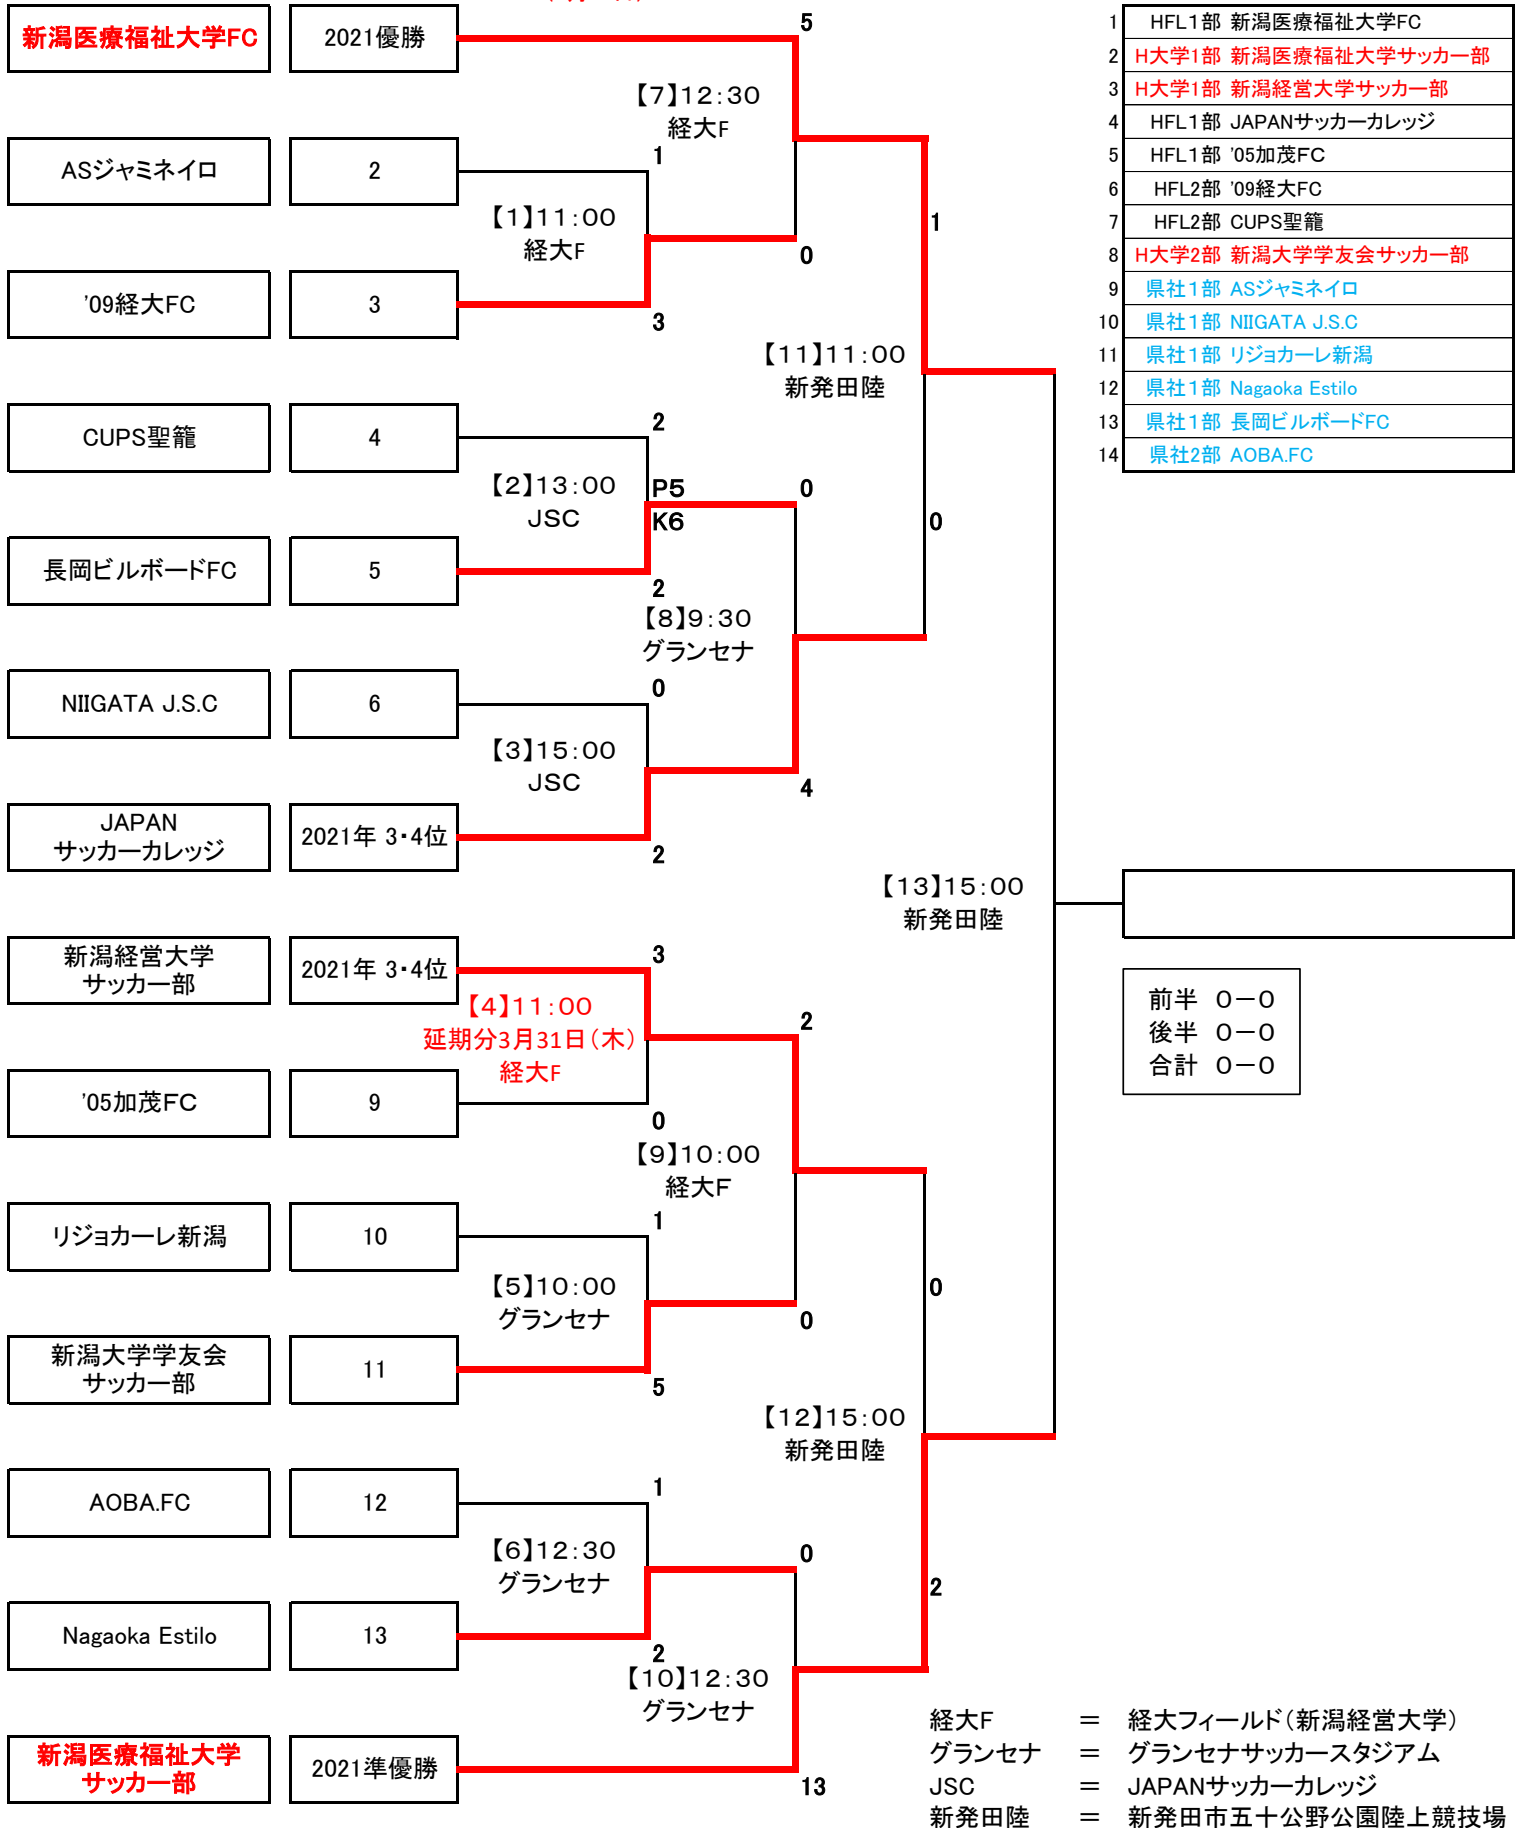 新潟医療福祉大学FC
2021優勝
5
【7】12:30
経大F
ASジャミネイロ
2
1
【1】11:00
経大F
0
'09経大FC
3
3
1
【11】11:00
新発田陸
CUPS聖籠
4
2
【2】13:00
JSC
P5
K6
0
0
長岡ビルボードFC
5
2
【8】9:30
グランセナ
NIIGATA J.S.C
6
0
【3】15:00
JSC
4
JAPAN
サッカーカレッジ
2021年 3・4位
2
【13】15:00
新発田陸
新潟経営大学
サッカー部
2021年 3・4位
3
【4】11:00
延期分3月31日(木)
経大F
2
'05加茂FC
9
0
【9】10:00
経大F
リジョカーレ新潟
10
1
【5】10:00
グランセナ
0
0
新潟大学学友会
サッカー部
11
5
【12】15:00
新発田陸
AOBA.FC
12
1
【6】12:30
グランセナ
0
2
Nagaoka Estilo
13
2
【10】12:30
グランセナ
新潟医療福祉大学
サッカー部
2021準優勝
13
1 HFL1部 新潟医療福祉大学FC
2 H大学1部 新潟医療福祉大学サッカー部
3 H大学1部 新潟経営大学サッカー部
4 HFL1部 JAPANサッカーカレッジ
5 HFL1部 '05加茂FC
6 HFL2部 '09経大FC
7 HFL2部 CUPS聖籠
8 H大学2部 新潟大学学友会サッカー部
9 県社1部 ASジャミネイロ
10 県社1部 NIIGATA J.S.C
11 県社1部 リジョカーレ新潟
12 県社1部 Nagaoka Estilo
13 県社1部 長岡ビルボードFC
14 県社2部 AOBA.FC
前半 0-0
後半 0-0
合計 0-0
経大F = 経大フィールド(新潟経営大学)
グランセナ = グランセナサッカースタジアム
JSC = JAPANサッカーカレッジ
新発田陸 = 新発田市五十公野公園陸上競技場